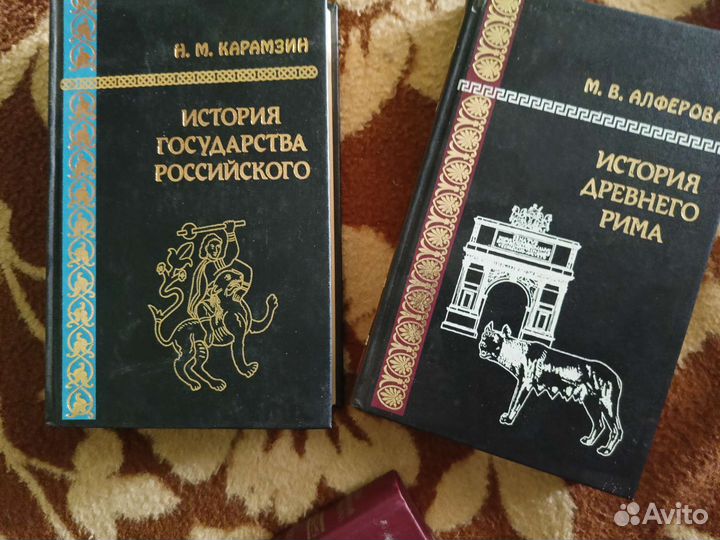 Н. М. КАРАМЗИН
ИСТОРИЯ
ГОСУДАРСТВА
РОССИЙСКОГО
М. В. АЛФЕРОВА
ИСТОРИЯ
ДРЕВНЕГО
РИМА
Avito